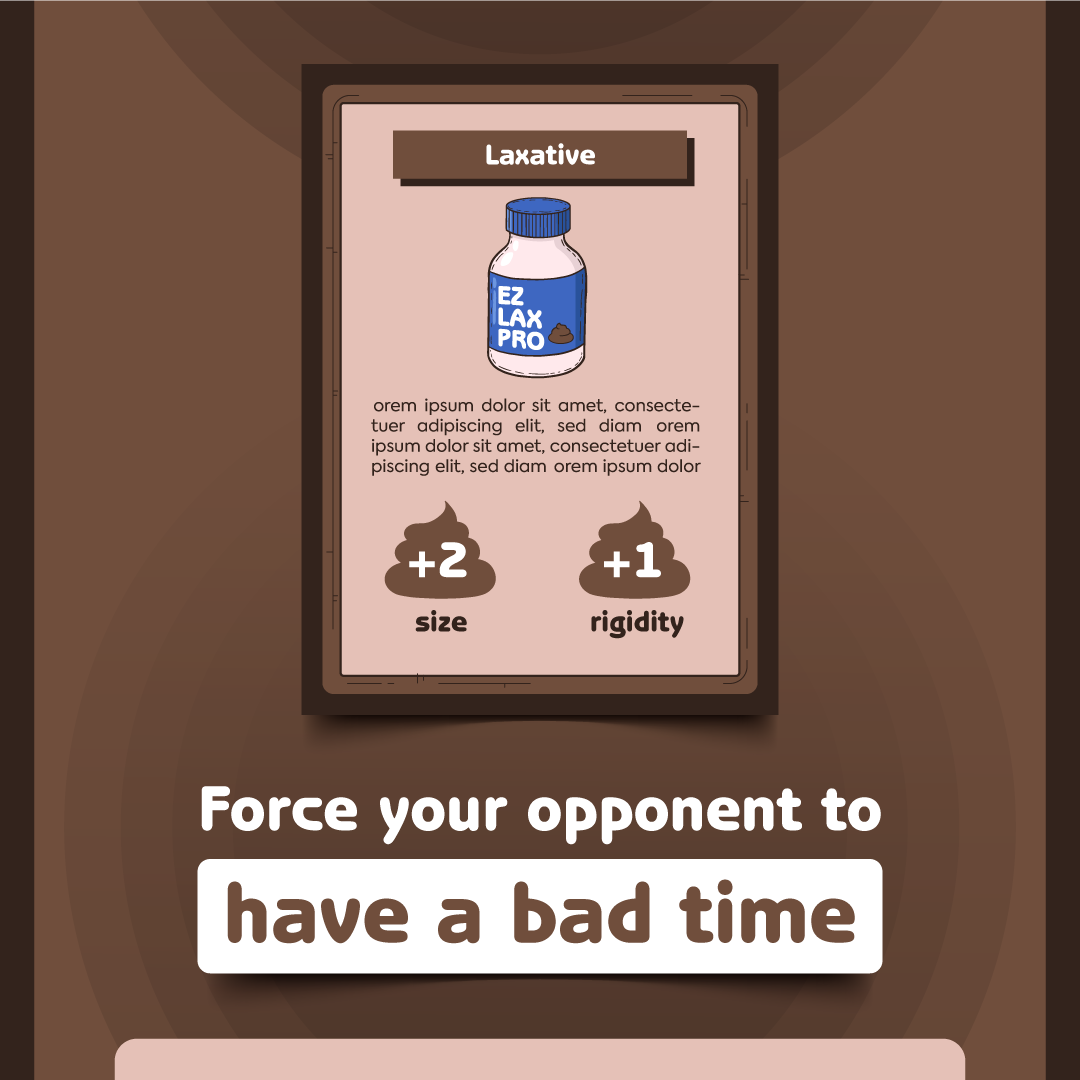 Laxative
EZ
LAX
PRO
orem ipsum dolor sit amet, consecte-
tuer adipiscing elit, sed diam orem
ipsum dolor sit amet, consectetuer adi-
piscing elit, sed diam orem ipsum dolor
+2 +1
size rigidity
Force your opponent to
have a bad time